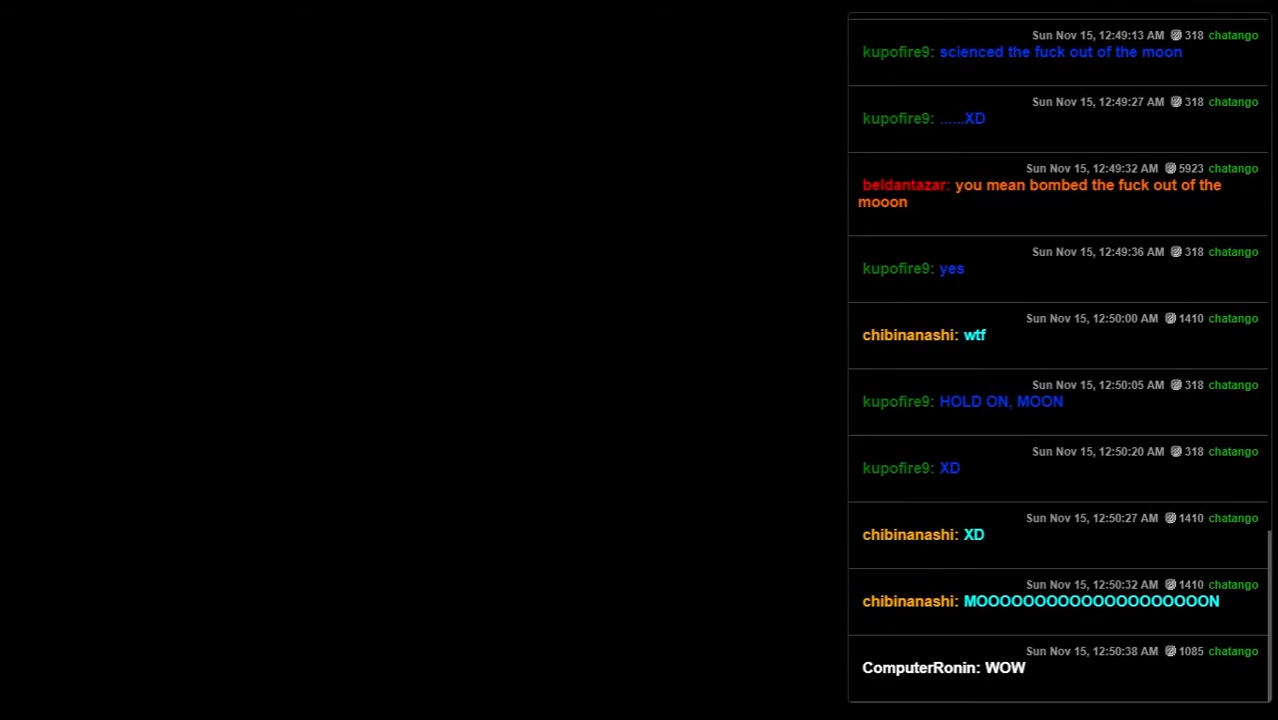 Sun Nov 15, 12:49:13 AM 318 chatango
kupofire9: scienced the fuck out of the moon
Sun Nov 15, 12:49:27 AM 318 chatango
kupofire9: ......XD
Sun Nov 15, 12:49:32 AM 5923 chatango
beldantazar: you mean bombed the fuck out of the
mooon
Sun Nov 15, 12:49:36 AM 318 chatango
kupofire9: yes
Sun Nov 15, 12:50:00 AM 1410 chatango
chibinanashi: wtf
Sun Nov 15, 12:50:05 AM 318 chatango
kupofire9: HOLD ON, MOON
Sun Nov 15, 12:50:20 AM 318 chatango
kupofire9: XD
Sun Nov 15, 12:50:27 AM 1410 chatango
chibinanashi: XD
Sun Nov 15, 12:50:32 AM 1410 chatango
chibinanashi: MOOOOOOOOOOOOOOOOOOOON
Sun Nov 15, 12:50:38 AM 1085 chatango
ComputerRonin: WOW